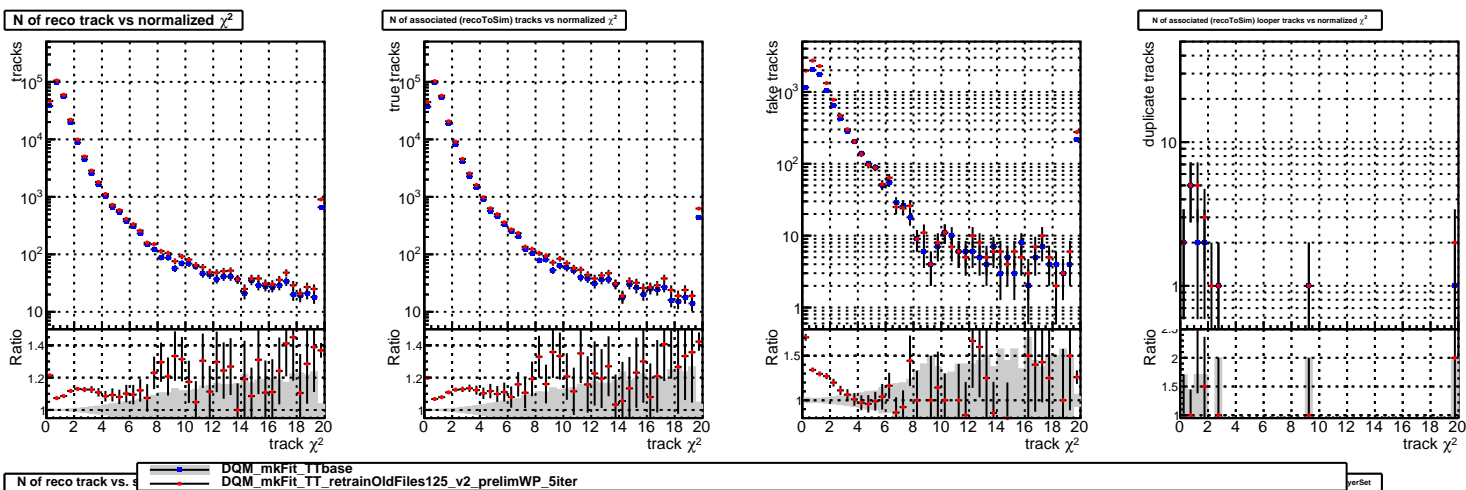 N of reco track vs normalized χ²
N of associated (recoToSim) tracks vs normalized χ²
N of associated (recoToSim) looper tracks vs normalized χ²
tracks
10⁵
10⁴
10³
10²
10
Ratio
1.4
1.2
1
0 2 4 6 8 10 12 14 16 18 20
track χ²
true tracks
10⁵
10⁴
10³
10²
10
Ratio
1.4
1.2
1
0 2 4 6 8 10 12 14 16 18 20
track χ²
fake tracks
10³
10²
10
1
Ratio
1.5
1
0 2 4 6 8 10 12 14 16 18 20
track χ²
duplicate tracks
10
1
Ratio
2.5
2
1.5
1
0 2 4 6 8 10 12 14 16 18 20
track χ²
N of reco track vs. s
DQM_mkFit_TTbase
DQM_mkFit_TT_retrainOldFiles125_v2_prelimWP_5iter
yerSet